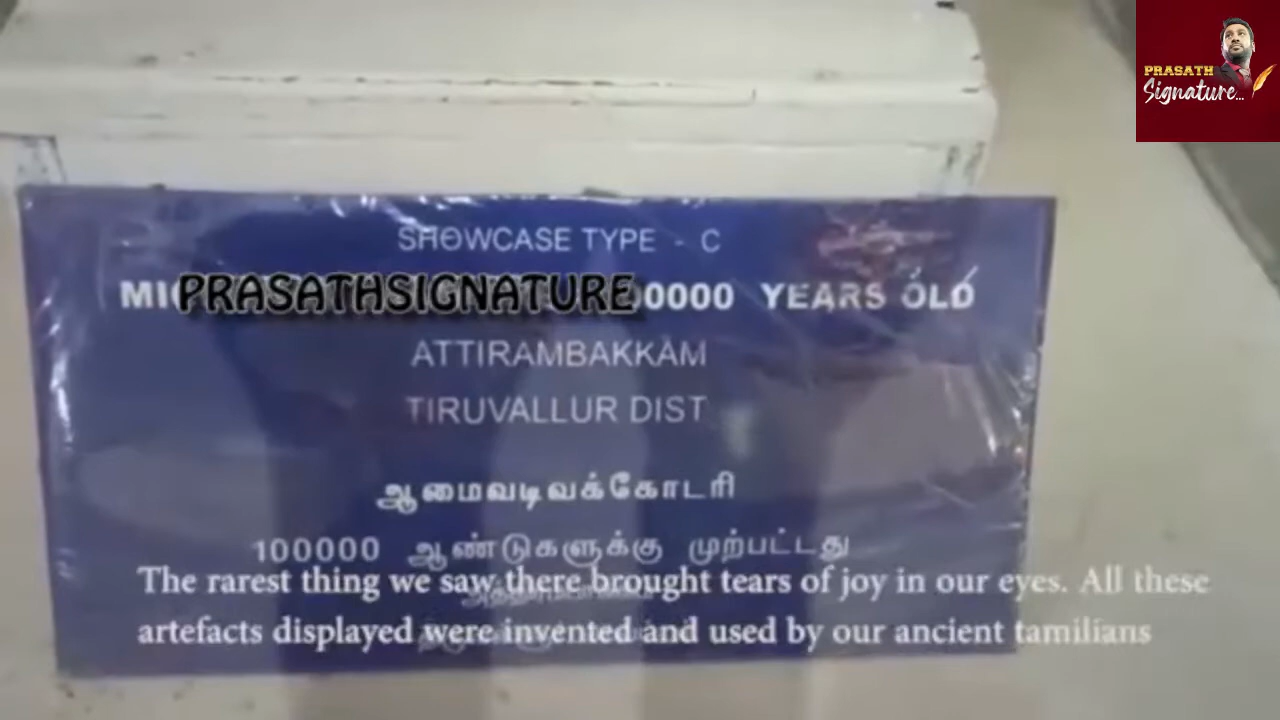 PRASATH
Signature...
SHOWCASE TYPE - C
PRASATHSIGNATURE
0000 YEARS OLD
ATTIRAMBAKKAM
TIRUVALLUR DIST
ஆமைவடிவக்கோடரி
100000 ஆண்டுகளுக்கு முற்பட்டது
The rarest thing we saw there brought tears of joy in our eyes. All these
artefacts displayed were invented and used by our ancient tamilians